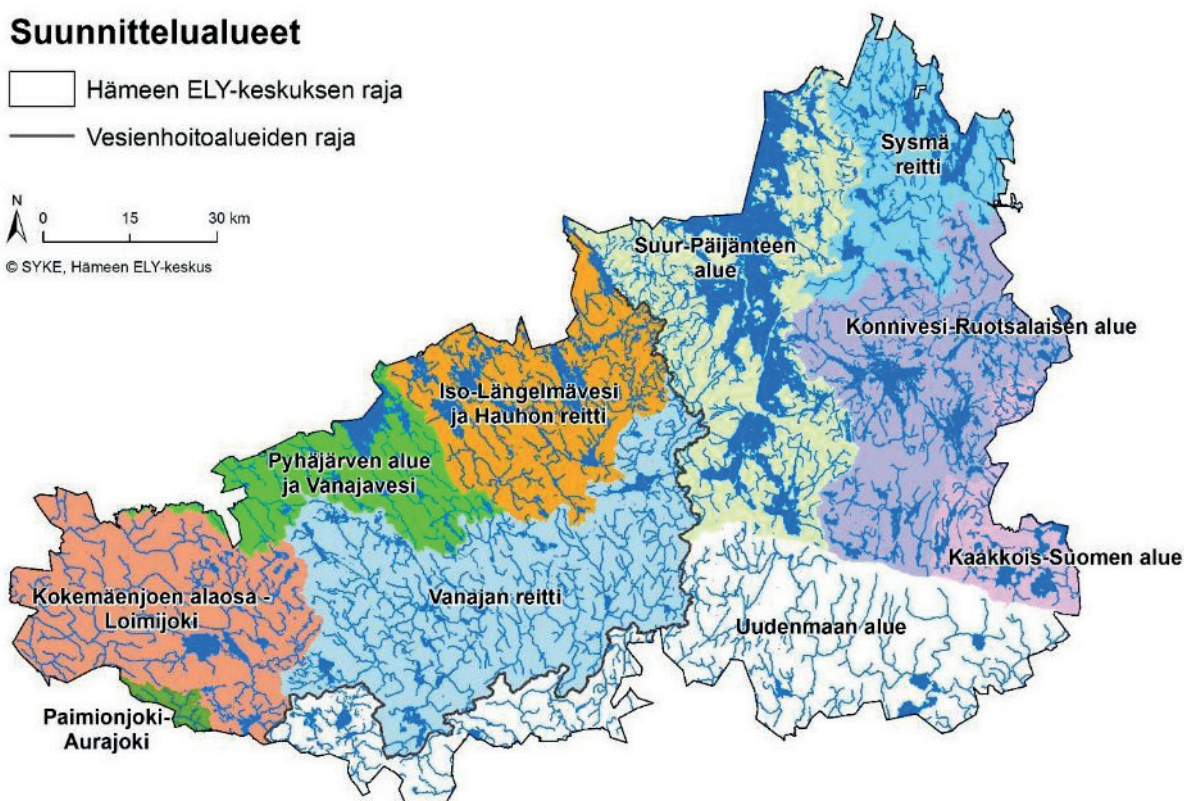 Suunnittelualueet
Hämeen ELY-keskuksen raja
Vesienhoitoalueiden raja
N
0 15 30 km
© SYKE, Hämeen ELY-keskus
Sysmä
reitti
Suur-Päijänteen
alue
Konnivesi-Ruotsalaisen alue
Iso-Längelmävesi
ja Hauhon reitti
Pyhäjärven alue
ja Vanajavesi
Kaakkois-Suomen alue
Kokemäenjoen alaosa -
Loimijoki
Vanajan reitti
Uudenmaan alue
Paimionjoki-
Aurajoki